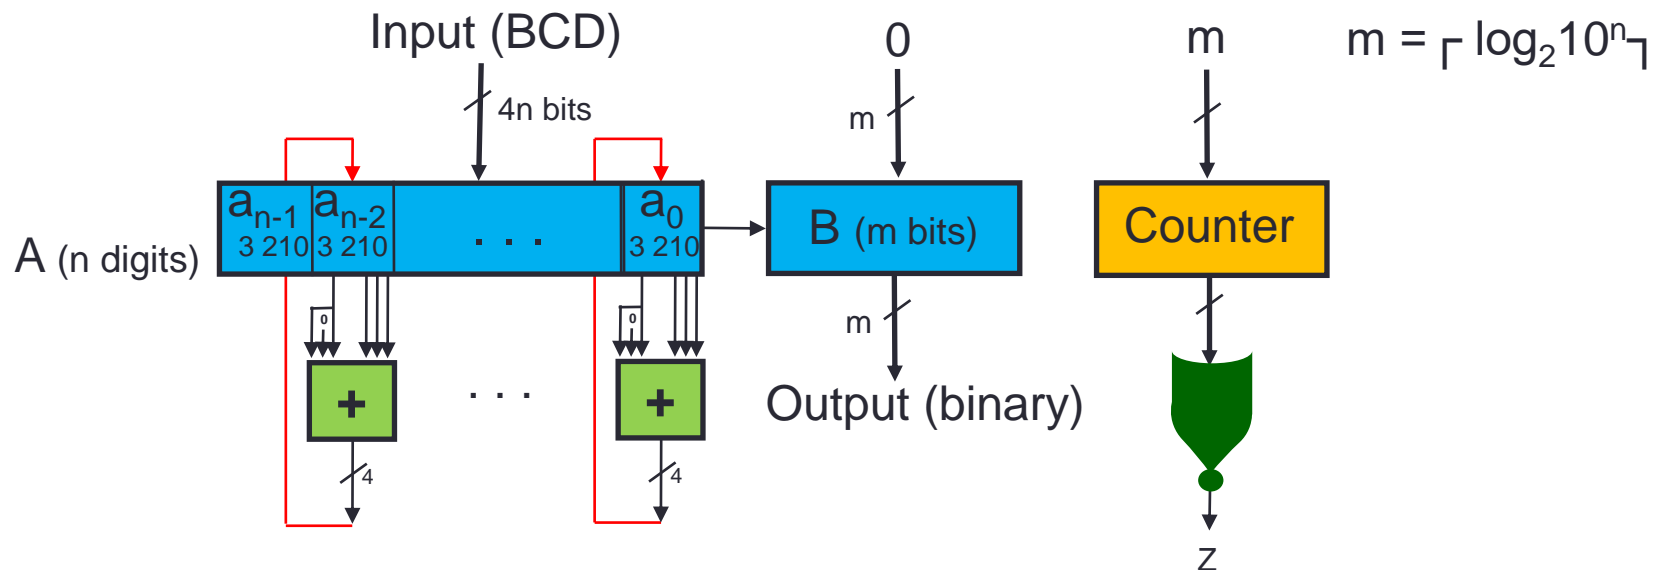 Input (BCD)
0
m
m = ┌ log₂10ⁿ┐
4n bits
m
aₙ₋₁ aₙ₋₂ . . . a₀
3 210 3 210 3 210
A (n digits)
B (m bits)
Counter
0
0
+ . . . +
m
Output (binary)
4
4
z